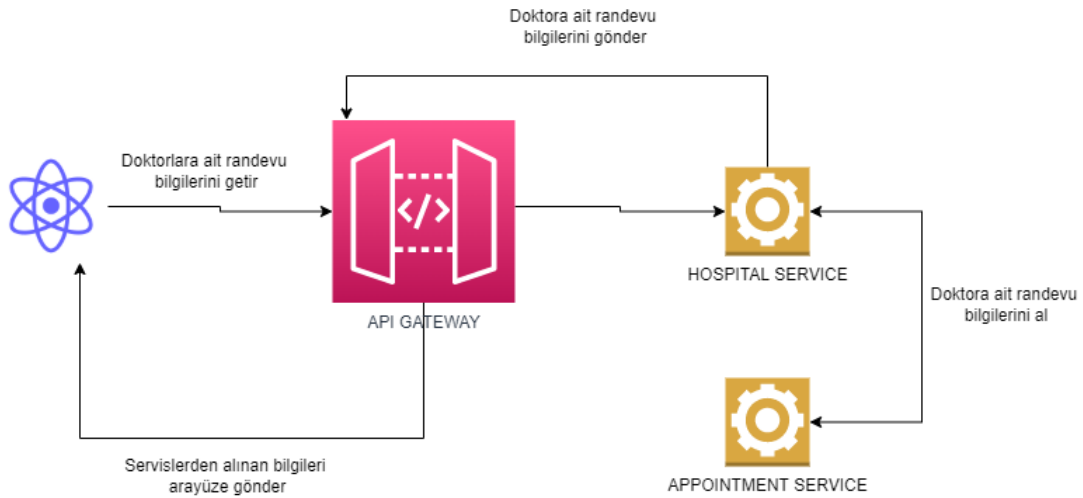 Doktora ait randevu
bilgilerini gönder
Doktorlara ait randevu
bilgilerini getir
</>
API GATEWAY
HOSPITAL SERVICE
Doktora ait randevu
bilgilerini al
Servislerden alınan bilgileri
arayüze gönder
APPOINTMENT SERVICE